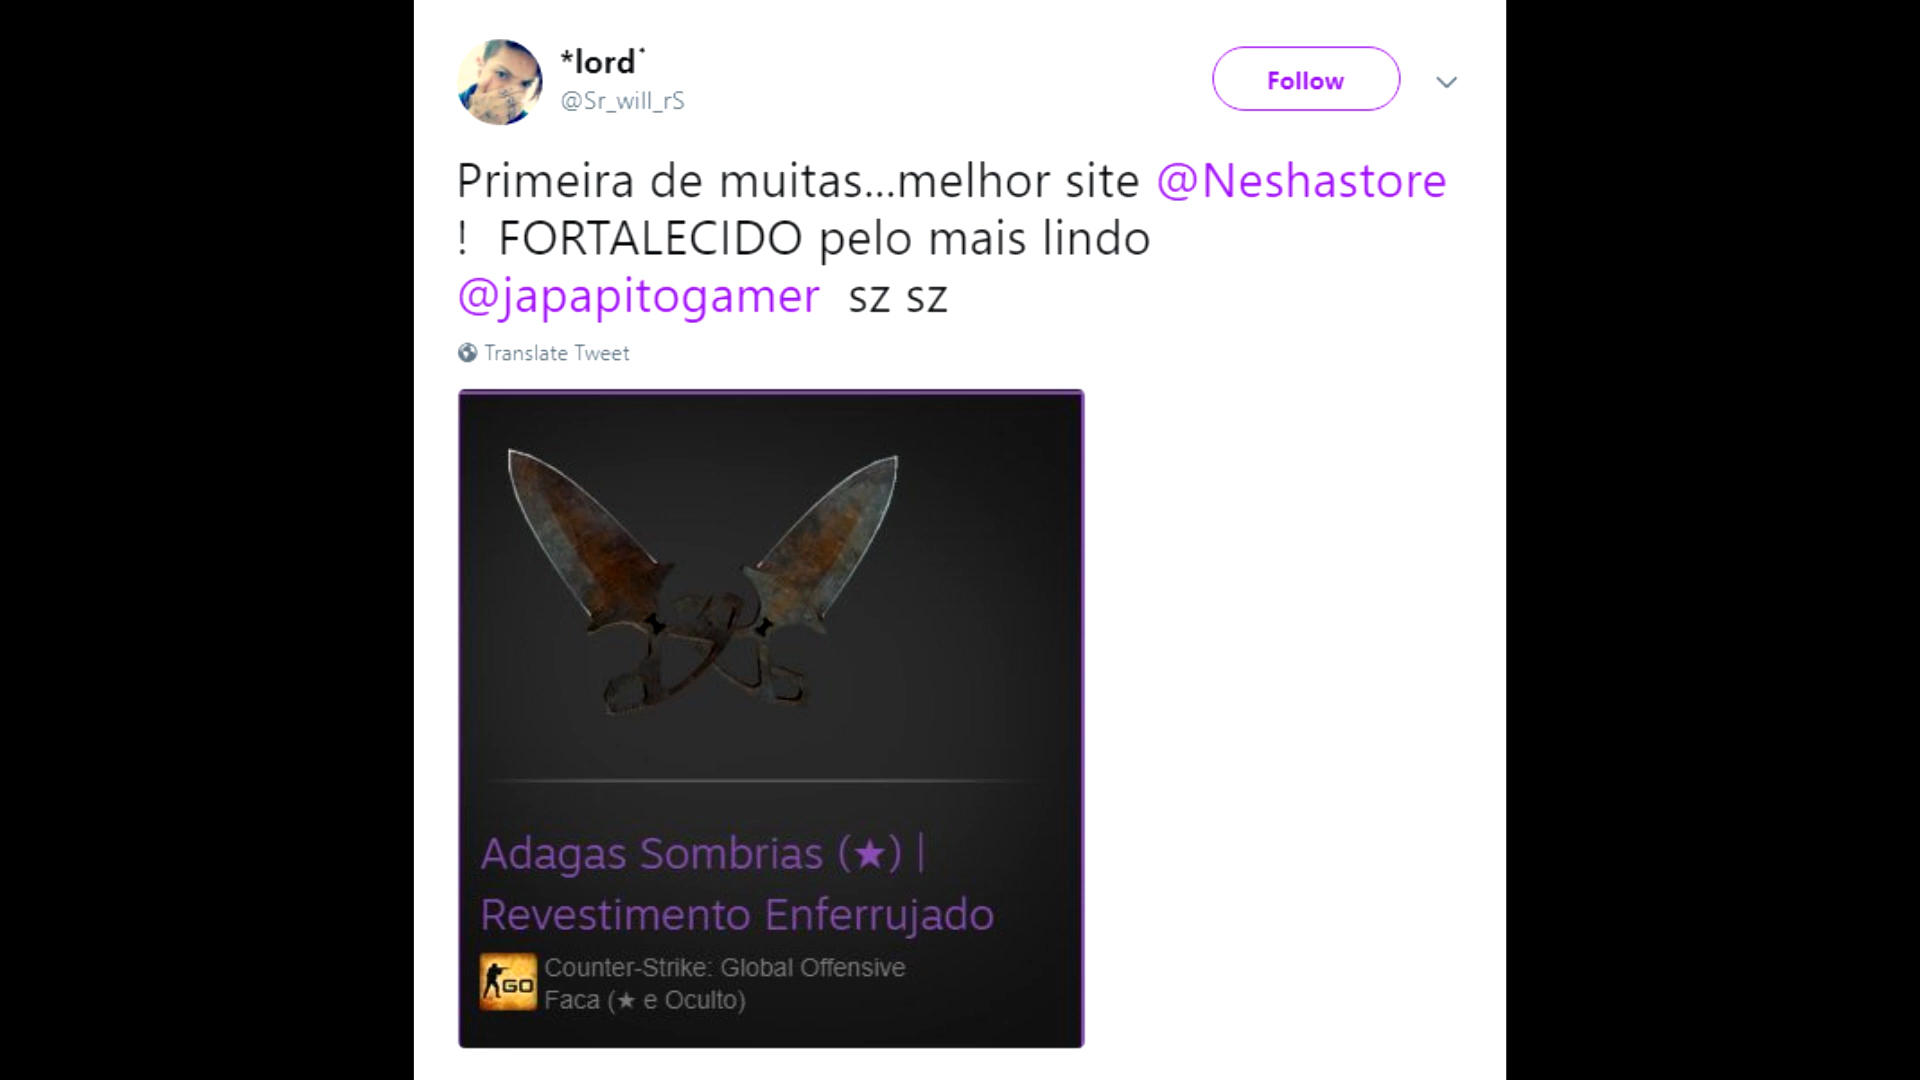 *lord*
@Sr_will_rS
Follow
Primeira de muitas...melhor site @Neshastore
! FORTALECIDO pelo mais lindo
@japapitogamer sz sz
Translate Tweet
Adagas Sombrias (★) |
Revestimento Enferrujado
GO
Counter-Strike: Global Offensive
Faca (★ e Oculto)